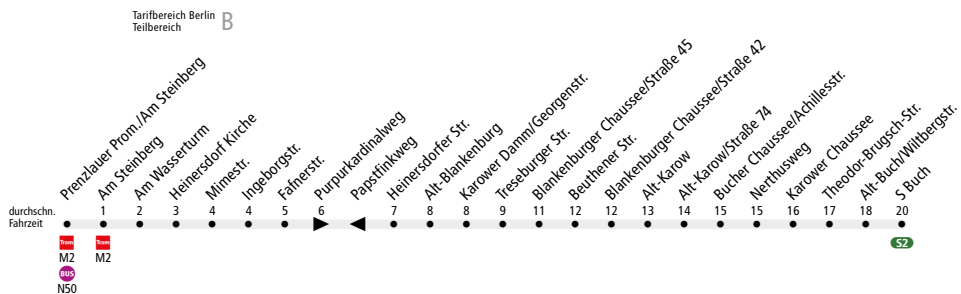 Tarifbereich Berlin
Teilbereich
B
Prenzlauer Prom./Am Steinberg
Am Steinberg
Am Wasserturm
Heinersdorf Kirche
Mimestr.
Ingeborgstr.
Fafnerstr.
Purpurkardinalweg
Papstfinkweg
Heinersdorfer Str.
Alt-Blankenburg
Karower Damm/Georgenstr.
Treseburger Str.
Blankenburger Chaussee/Straße 45
Beuthener Str.
Blankenburger Chaussee/Straße 42
Alt-Karow
Alt-Karow/Straße 74
Bucher Chaussee/Achillesstr.
Nerthusweg
Karower Chaussee
Theodor-Brugsch-Str.
Alt-Buch/Wiltbergstr.
S Buch
durchschn.
Fahrzeit
1 2 3 4 4 5 6 7 8 8 9 11 12 12 13 14 15 15 16 17 18 20
Tram
M2
BUS
N50
Tram
M2
S2